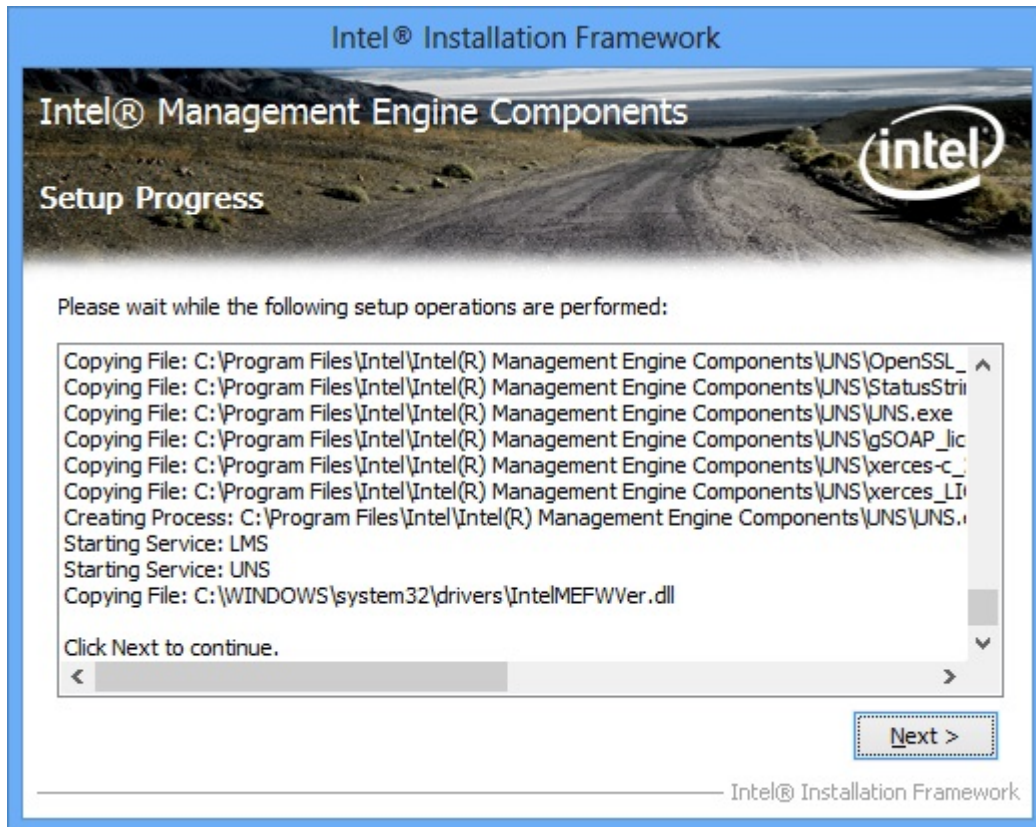 Intel® Installation Framework
Intel® Management Engine Components
intel
Setup Progress
Please wait while the following setup operations are performed:
Copying File: C:\Program Files\Intel\Intel(R) Management Engine Components\UNS\OpenSSL_
Copying File: C:\Program Files\Intel\Intel(R) Management Engine Components\UNS\StatusStri
Copying File: C:\Program Files\Intel\Intel(R) Management Engine Components\UNS\UNS.exe
Copying File: C:\Program Files\Intel\Intel(R) Management Engine Components\UNS\gSOAP_lic
Copying File: C:\Program Files\Intel\Intel(R) Management Engine Components\UNS\xerces-c_
Copying File: C:\Program Files\Intel\Intel(R) Management Engine Components\UNS\xerces_LI
Creating Process: C:\Program Files\Intel\Intel(R) Management Engine Components\UNS\UNS.
Starting Service: LMS
Starting Service: UNS
Copying File: C:\WINDOWS\system32\drivers\IntelMEFWVer.dll
Click Next to continue.
Next >
Intel® Installation Framework